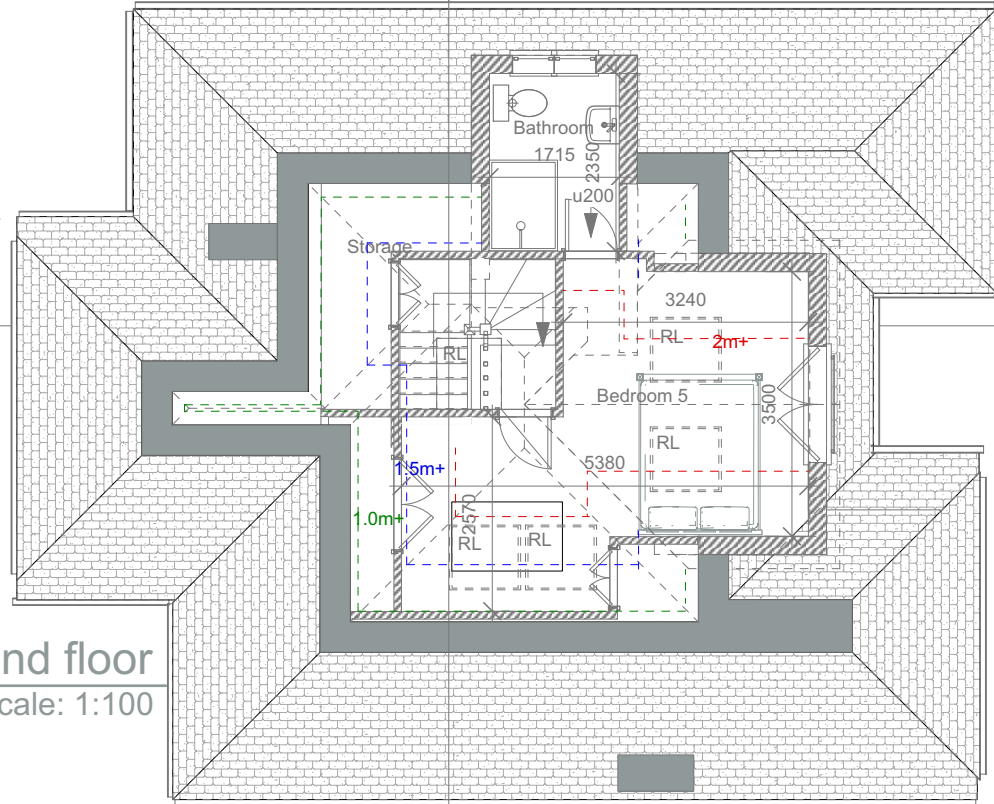 Bathroom
1715
2350
u200
Storage
3240
RL
2m+
RL
Bedroom 5
3500
RL
5380
1.5m+
2570
1.0m+
RL
RL
nd floor
cale: 1:100